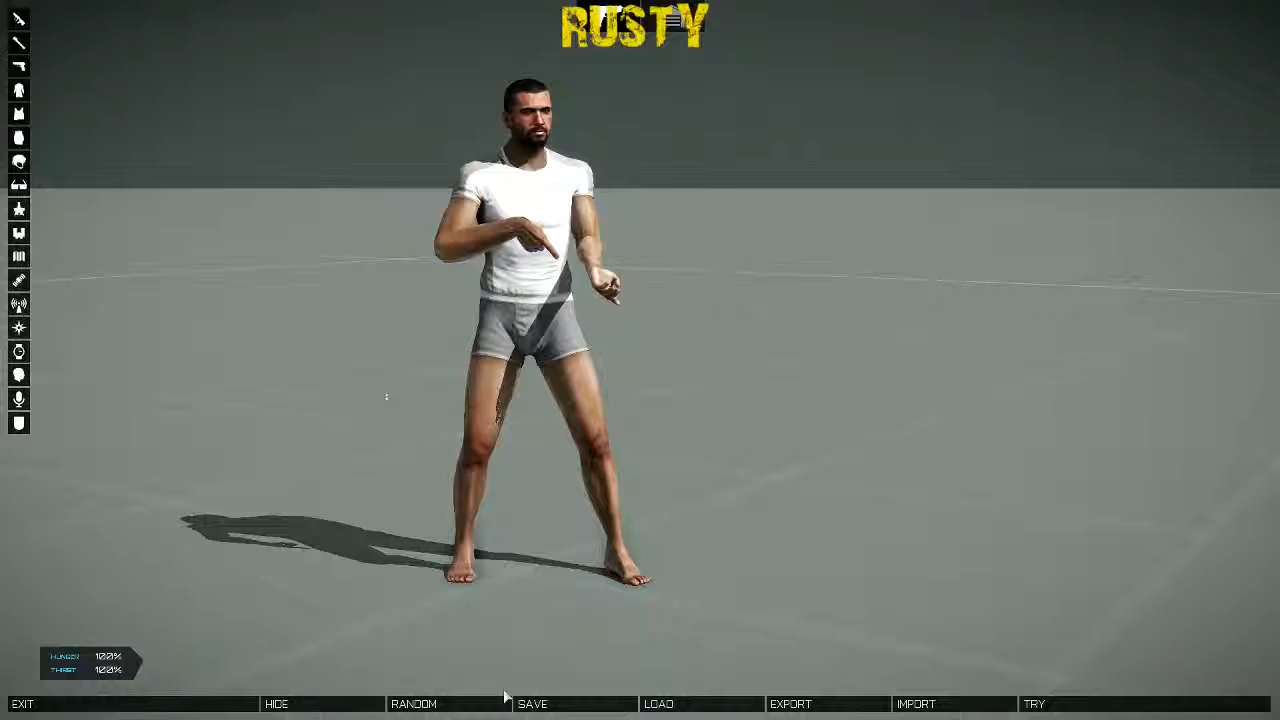 RUSTY
HUNGER 100%
THIRST 100%
EXIT HIDE RANDOM SAVE LOAD EXPORT IMPORT TRY